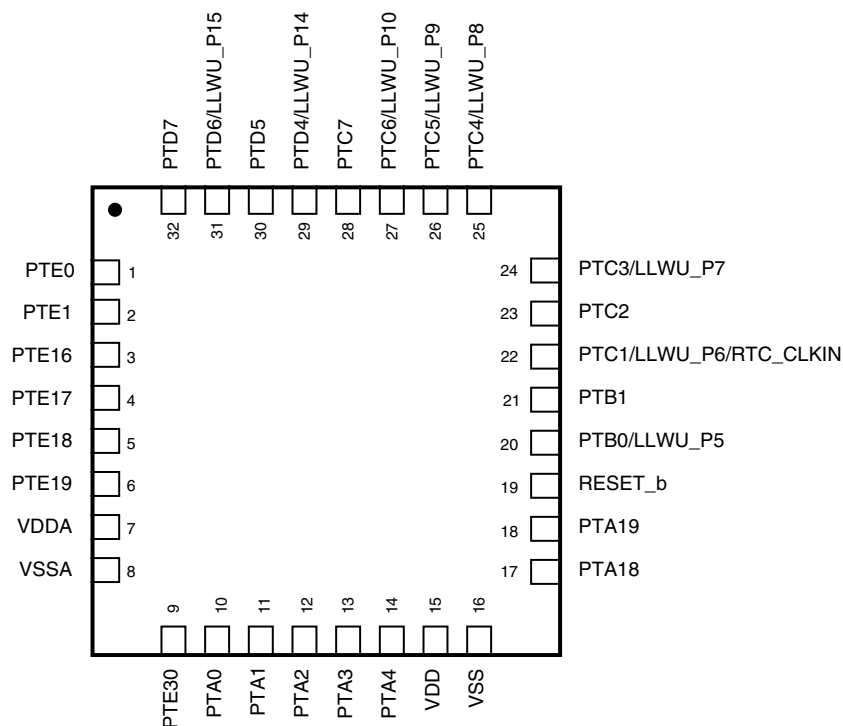 PTD7
PTD6/LLWU_P15
PTD5
PTD4/LLWU_P14
PTC7
PTC6/LLWU_P10
PTC5/LLWU_P9
PTC4/LLWU_P8
32
31
30
29
28
27
26
25
PTE0 1
PTE1 2
PTE16 3
PTE17 4
PTE18 5
PTE19 6
VDDA 7
VSSA 8
24 PTC3/LLWU_P7
23 PTC2
22 PTC1/LLWU_P6/RTC_CLKIN
21 PTB1
20 PTB0/LLWU_P5
19 RESET_b
18 PTA19
17 PTA18
9
10
11
12
13
14
15
16
PTE30
PTA0
PTA1
PTA2
PTA3
PTA4
VDD
VSS